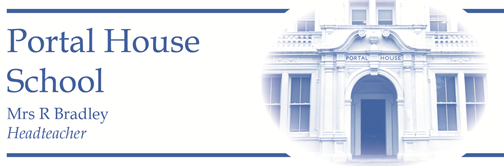 Portal House
School
Mrs R Bradley
Headteacher
PORTAL HOUSE